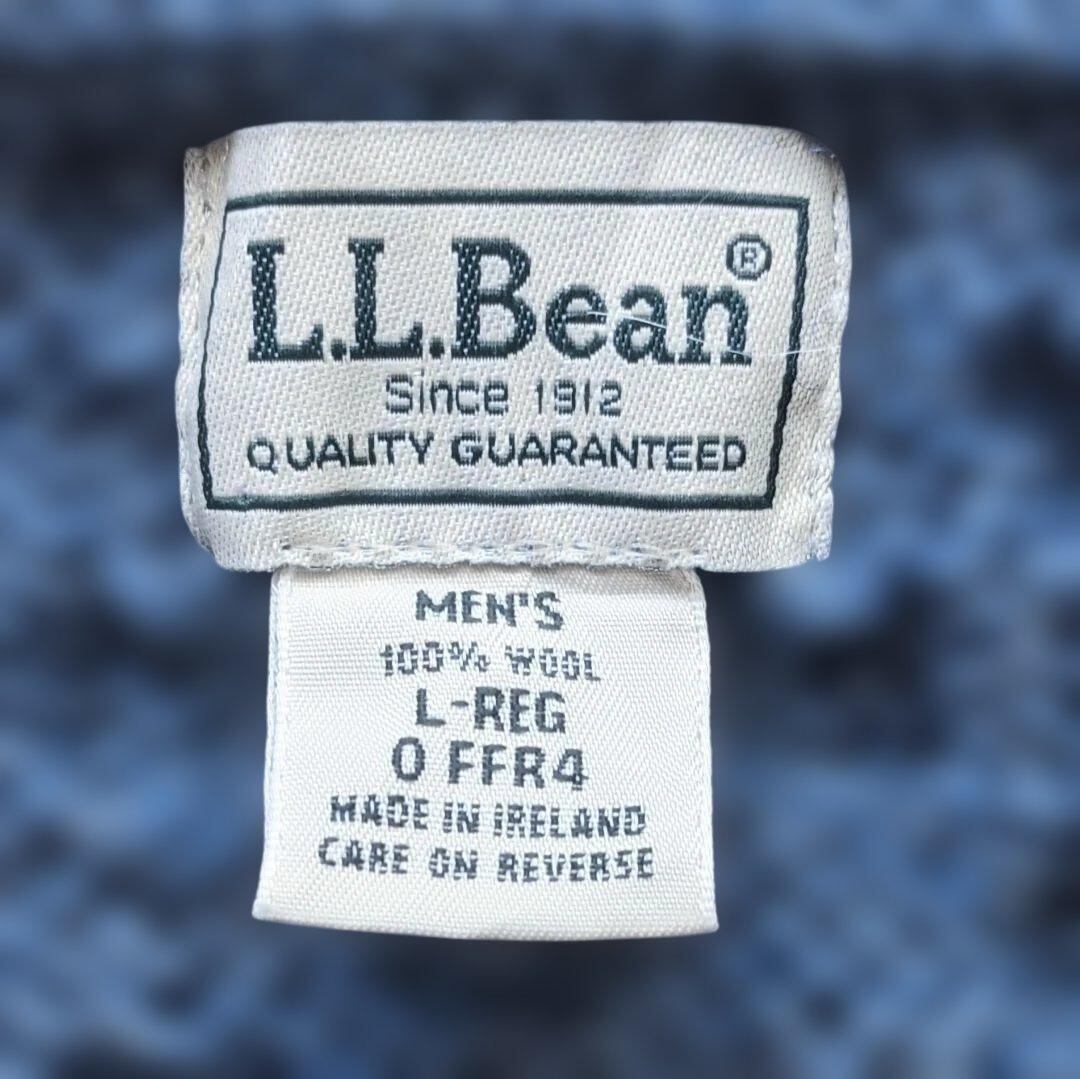 L.L.Bean®
Since 1912
QUALITY GUARANTEED
MEN'S
100% WOOL
L-REG
0 FFR4
MADE IN IRELAND
CARE ON REVERSE